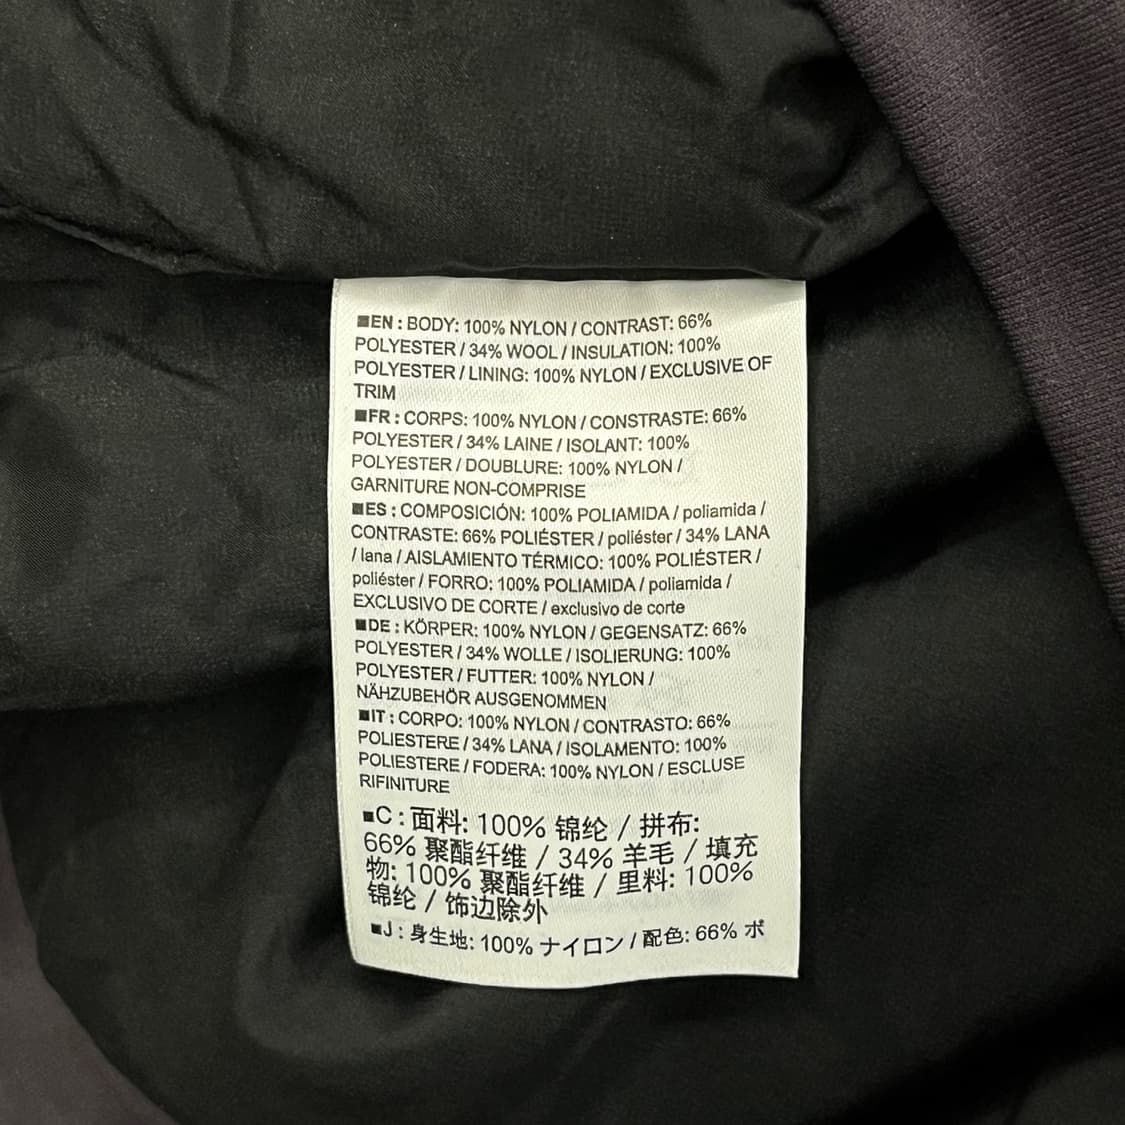 ■EN : BODY: 100% NYLON / CONTRAST: 66%
POLYESTER / 34% WOOL / INSULATION: 100%
POLYESTER / LINING: 100% NYLON / EXCLUSIVE OF
TRIM
■FR : CORPS: 100% NYLON / CONSTRASTE: 66%
POLYESTER / 34% LAINE / ISOLANT: 100%
POLYESTER / DOUBLURE: 100% NYLON /
GARNITURE NON-COMPRISE
■ES : COMPOSICIÓN: 100% POLIAMIDA / poliamida /
CONTRASTE: 66% POLIÉSTER / poliéster / 34% LANA
/ lana / AISLAMIENTO TÉRMICO: 100% POLIÉSTER /
poliéster / FORRO: 100% POLIAMIDA / poliamida /
EXCLUSIVO DE CORTE / exclusivo de corte
■DE : KÖRPER: 100% NYLON / GEGENSATZ: 66%
POLYESTER / 34% WOLLE / ISOLIERUNG: 100%
POLYESTER / FUTTER: 100% NYLON /
NÄHZUBEHÖR AUSGENOMMEN
■IT : CORPO: 100% NYLON / CONTRASTO: 66%
POLIESTERE / 34% LANA / ISOLAMENTO: 100%
POLIESTERE / FODERA: 100% NYLON / ESCLUSE
RIFINITURE
■C : 面料: 100% 锦纶 / 拼布:
66% 聚酯纤维 / 34% 羊毛 / 填充
物: 100% 聚酯纤维 / 里料: 100%
锦纶 / 饰边除外
■J : 身生地: 100% ナイロン / 配色: 66% ポ